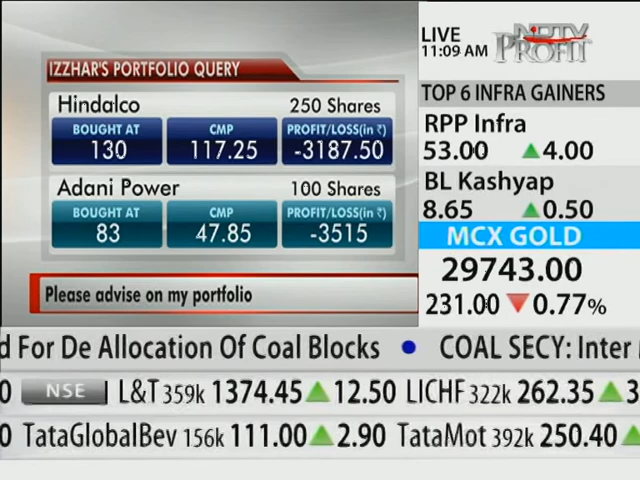 IZZHAR'S PORTFOLIO QUERY
Hindalco 250 Shares
BOUGHT AT CMP PROFIT/LOSS(in ₹)
130 117.25 -3187.50
Adani Power 100 Shares
BOUGHT AT CMP PROFIT/LOSS(in ₹)
83 47.85 -3515
Please advise on my portfolio
LIVE
11:09 AM
NDTV
PROFIT
TOP 6 INFRA GAINERS
RPP Infra
53.00 ▲4.00
BL Kashyap
8.65 ▲0.50
MCX GOLD
29743.00
231.00 ▼0.77%
d For De Allocation Of Coal Blocks ● COAL SECY: Inter
0 NSE L&T 359k 1374.45▲12.50 LICHF 322k 262.35▲3
0 TataGlobalBev 156k 111.00▲2.90 TataMot 392k 250.40▲